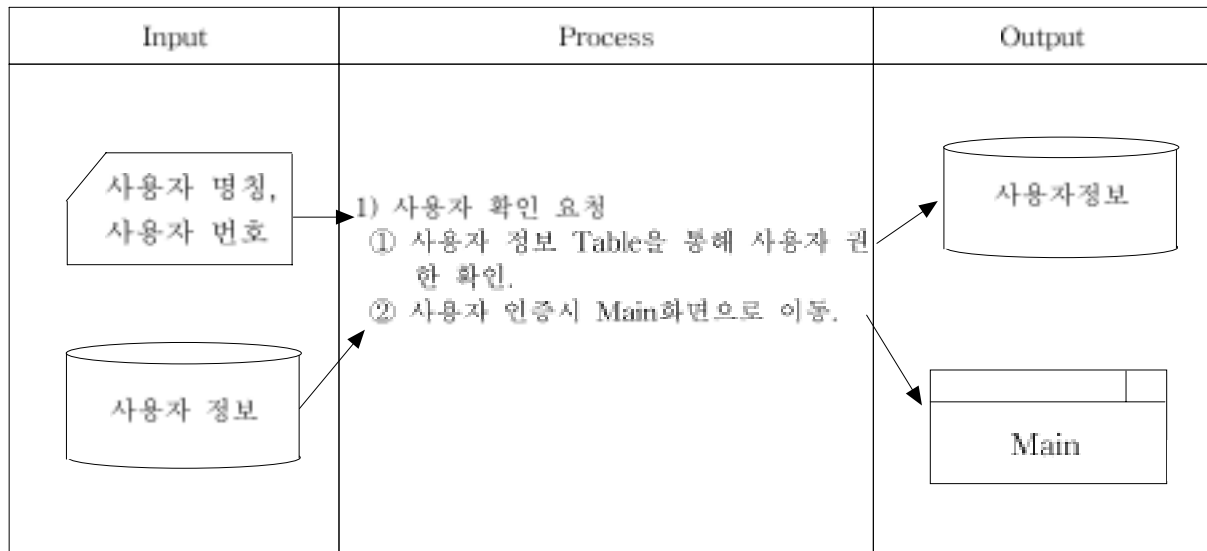 Input
Process
Output
사용자 명칭,
사용자 번호
사용자 정보
1) 사용자 확인 요청
① 사용자 정보 Table을 통해 사용자 권
한 확인.
② 사용자 인증시 Main화면으로 이동.
사용자정보
Main